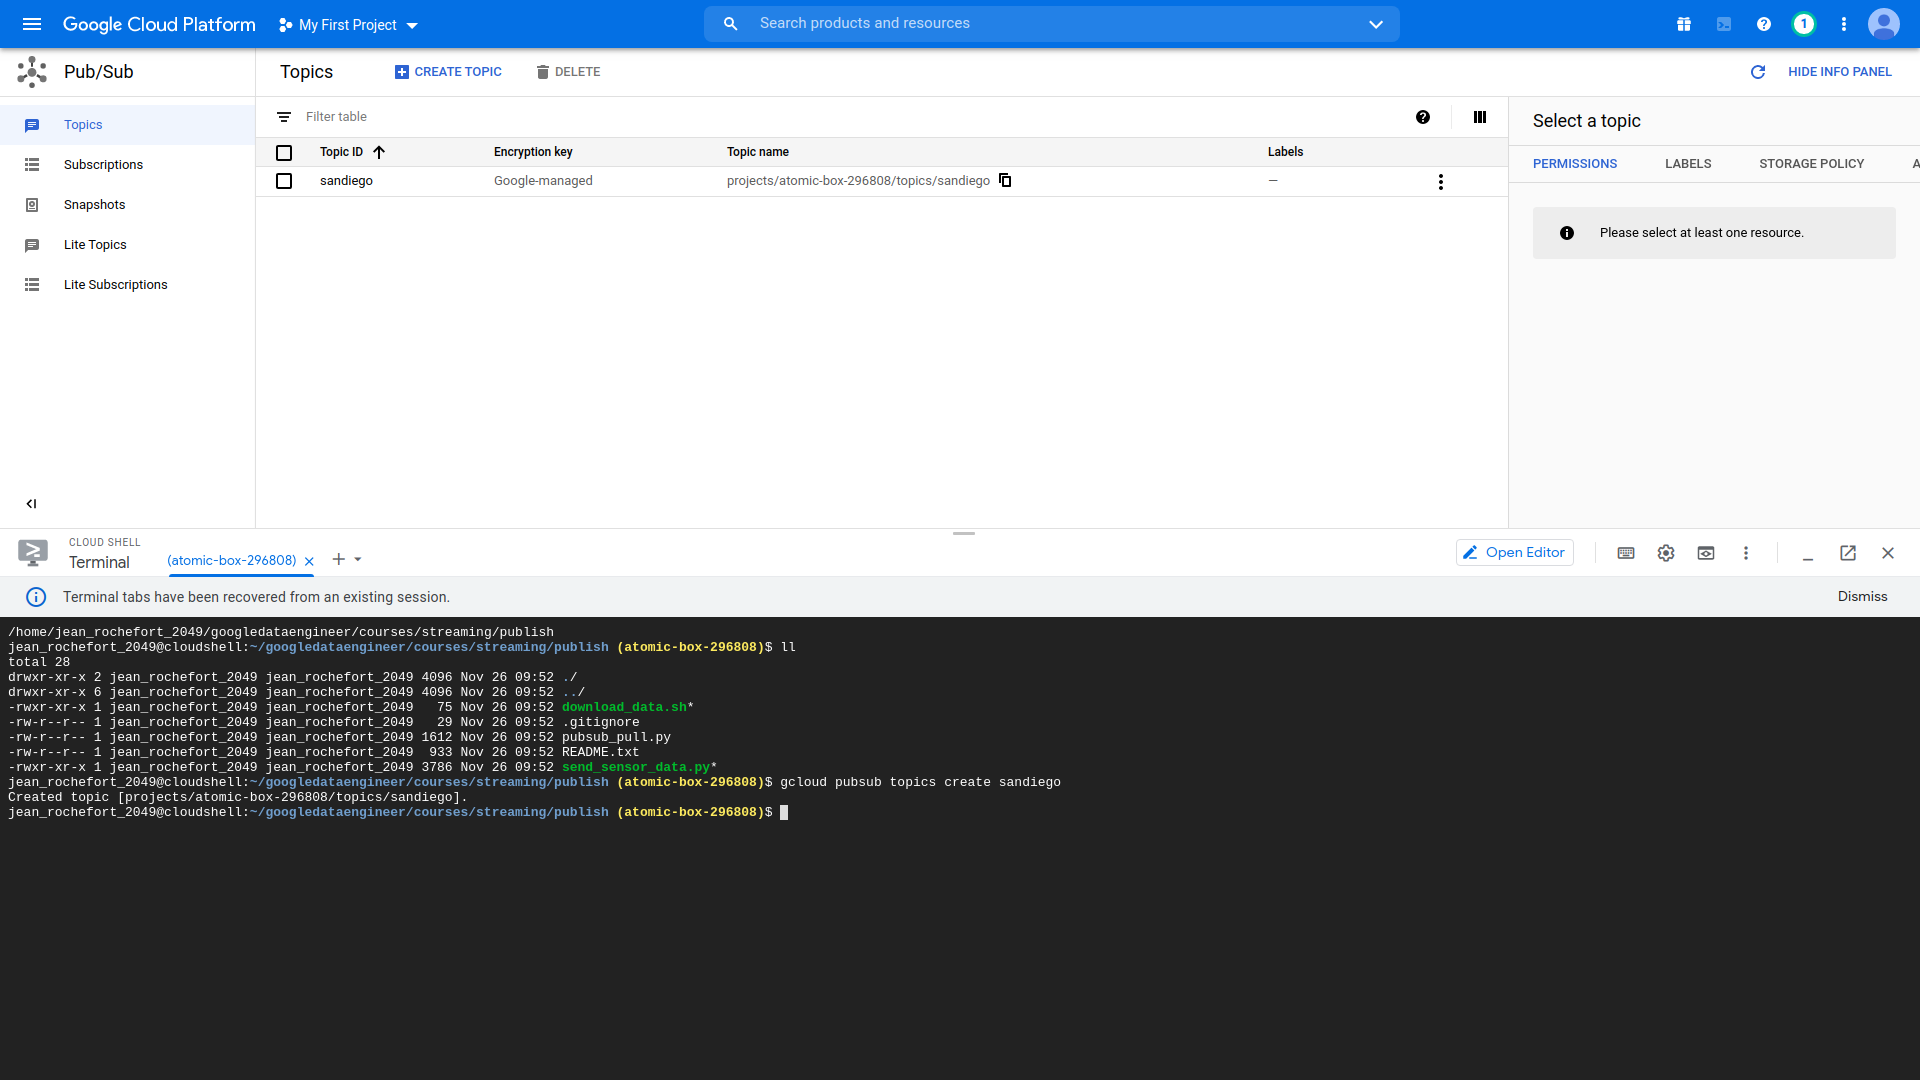 Google Cloud Platform My First Project Search products and resources 1
Pub/Sub Topics CREATE TOPIC DELETE HIDE INFO PANEL
Topics
Subscriptions
Snapshots
Lite Topics
Lite Subscriptions
Filter table
Topic ID Encryption key Topic name Labels
sandiego Google-managed projects/atomic-box-296808/topics/sandiego —
Select a topic
PERMISSIONS LABELS STORAGE POLICY A
Please select at least one resource.
CLOUD SHELL
Terminal (atomic-box-296808) Open Editor
Terminal tabs have been recovered from an existing session. Dismiss
/home/jean_rochefort_2049/googledataengineer/courses/streaming/publish
jean_rochefort_2049@cloudshell:~/googledataengineer/courses/streaming/publish (atomic-box-296808)$ ll
total 28
drwxr-xr-x 2 jean_rochefort_2049 jean_rochefort_2049 4096 Nov 26 09:52 ./
drwxr-xr-x 6 jean_rochefort_2049 jean_rochefort_2049 4096 Nov 26 09:52 ../
-rwxr-xr-x 1 jean_rochefort_2049 jean_rochefort_2049   75 Nov 26 09:52 download_data.sh*
-rw-r--r-- 1 jean_rochefort_2049 jean_rochefort_2049   29 Nov 26 09:52 .gitignore
-rw-r--r-- 1 jean_rochefort_2049 jean_rochefort_2049 1612 Nov 26 09:52 pubsub_pull.py
-rw-r--r-- 1 jean_rochefort_2049 jean_rochefort_2049  933 Nov 26 09:52 README.txt
-rwxr-xr-x 1 jean_rochefort_2049 jean_rochefort_2049 3786 Nov 26 09:52 send_sensor_data.py*
jean_rochefort_2049@cloudshell:~/googledataengineer/courses/streaming/publish (atomic-box-296808)$ gcloud pubsub topics create sandiego
Created topic [projects/atomic-box-296808/topics/sandiego].
jean_rochefort_2049@cloudshell:~/googledataengineer/courses/streaming/publish (atomic-box-296808)$